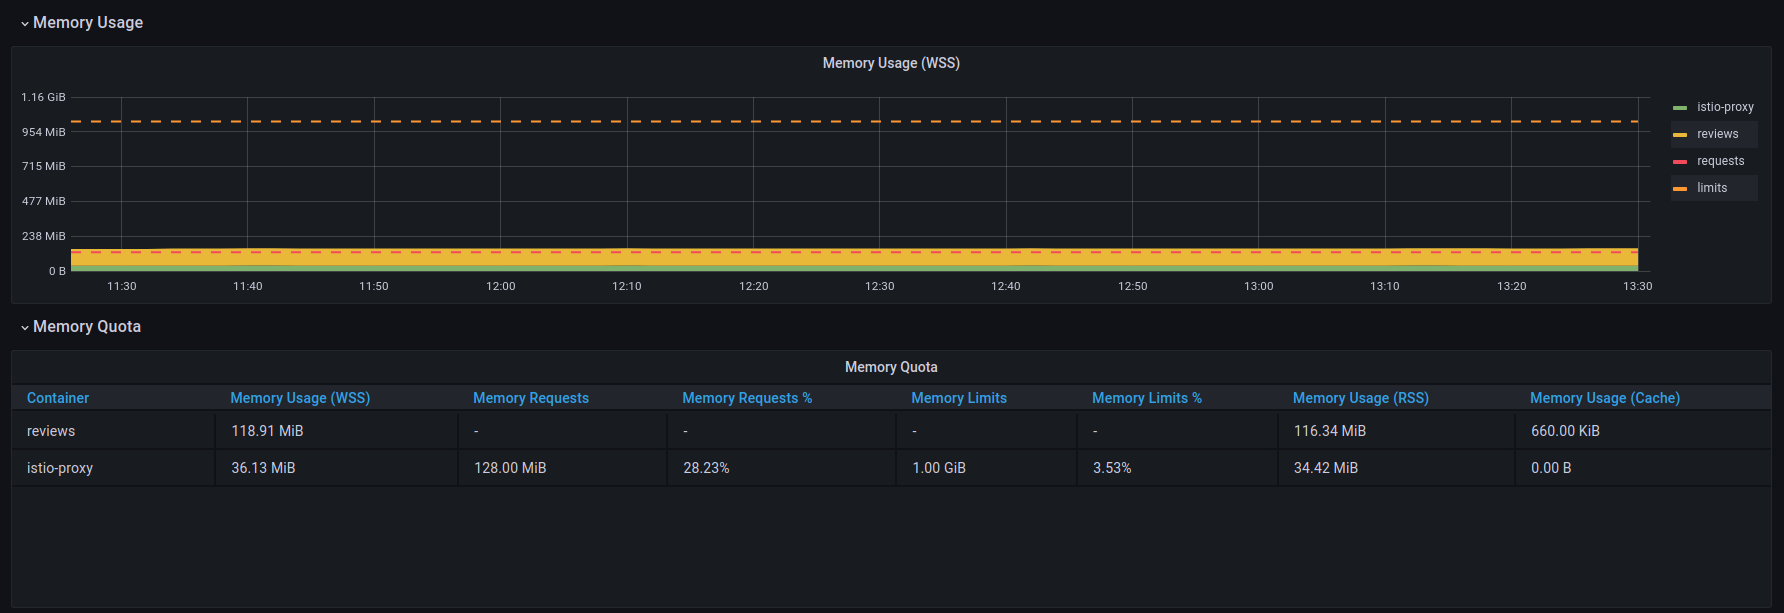 Memory Usage
Memory Usage (WSS)
1.16 GiB
954 MiB
715 MiB
477 MiB
238 MiB
0 B
11:30 11:40 11:50 12:00 12:10 12:20 12:30 12:40 12:50 13:00 13:10 13:20 13:30
istio-proxy
reviews
requests
limits
Memory Quota
Memory Quota
Container Memory Usage (WSS) Memory Requests Memory Requests % Memory Limits Memory Limits % Memory Usage (RSS) Memory Usage (Cache)
reviews 118.91 MiB - - - - 116.34 MiB 660.00 KiB
istio-proxy 36.13 MiB 128.00 MiB 28.23% 1.00 GiB 3.53% 34.42 MiB 0.00 B